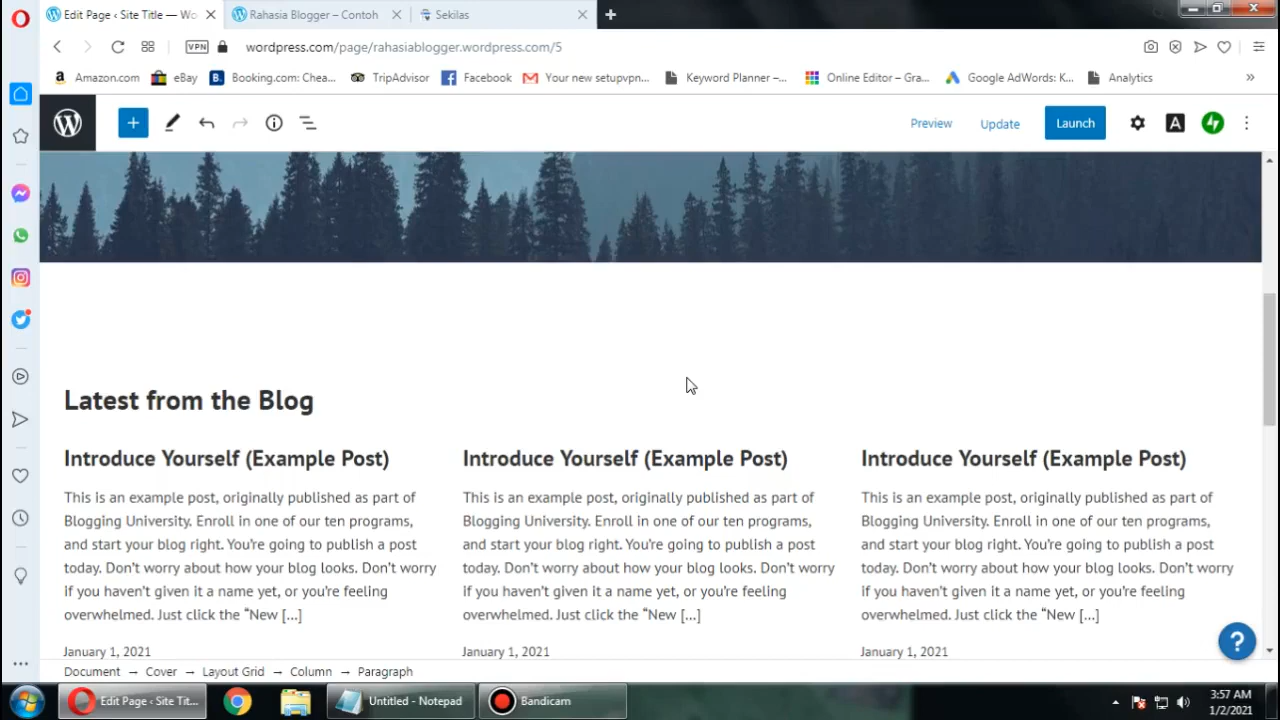 Edit Page ‹ Site Title — Wo
Rahasia Blogger – Contoh
Sekilas
VPN
wordpress.com/page/rahasiablogger.wordpress.com/5
Amazon.com
eBay
Booking.com: Chea...
TripAdvisor
Facebook
Your new setupvpn...
Keyword Planner –...
Online Editor – Gra...
Google AdWords: K...
Analytics
»
Preview
Update
Launch
A
Latest from the Blog
Introduce Yourself (Example Post)
This is an example post, originally published as part of
Blogging University. Enroll in one of our ten programs,
and start your blog right. You’re going to publish a post
today. Don’t worry about how your blog looks. Don’t worry
if you haven’t given it a name yet, or you’re feeling
overwhelmed. Just click the “New […]
January 1, 2021
Introduce Yourself (Example Post)
This is an example post, originally published as part of
Blogging University. Enroll in one of our ten programs,
and start your blog right. You’re going to publish a post
today. Don’t worry about how your blog looks. Don’t worry
if you haven’t given it a name yet, or you’re feeling
overwhelmed. Just click the “New […]
January 1, 2021
Introduce Yourself (Example Post)
This is an example post, originally published as part of
Blogging University. Enroll in one of our ten programs,
and start your blog right. You’re going to publish a post
today. Don’t worry about how your blog looks. Don’t worry
if you haven’t given it a name yet, or you’re feeling
overwhelmed. Just click the “New […]
January 1, 2021
?
Document → Cover → Layout Grid → Column → Paragraph
Edit Page ‹ Site Tit...
Untitled - Notepad
Bandicam
3:57 AM
1/2/2021